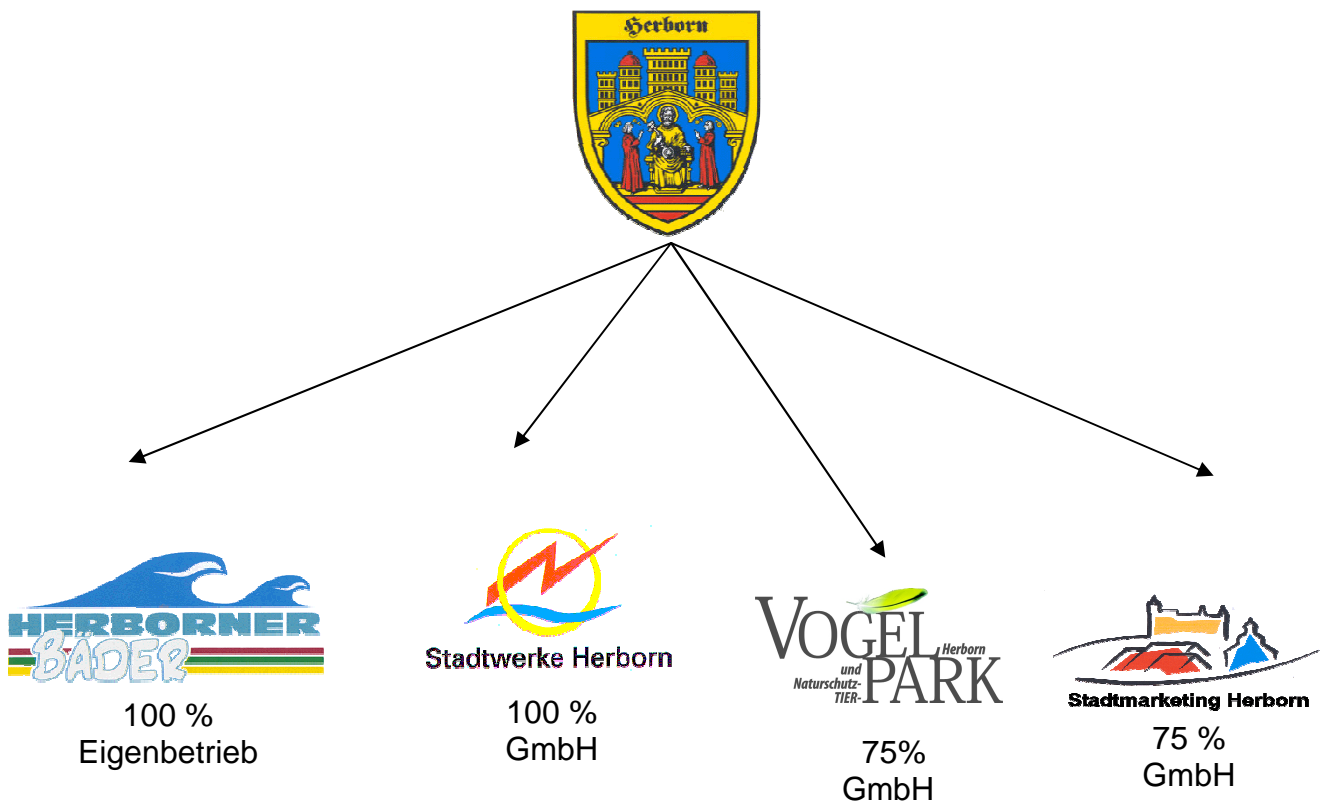 Herborn
HERBORNER
BÄDER
100 %
Eigenbetrieb
Stadtwerke Herborn
100 %
GmbH
VOGEL
Herborn
und
Naturschutz-
TIER-PARK
75%
GmbH
Stadtmarketing Herborn
75 %
GmbH